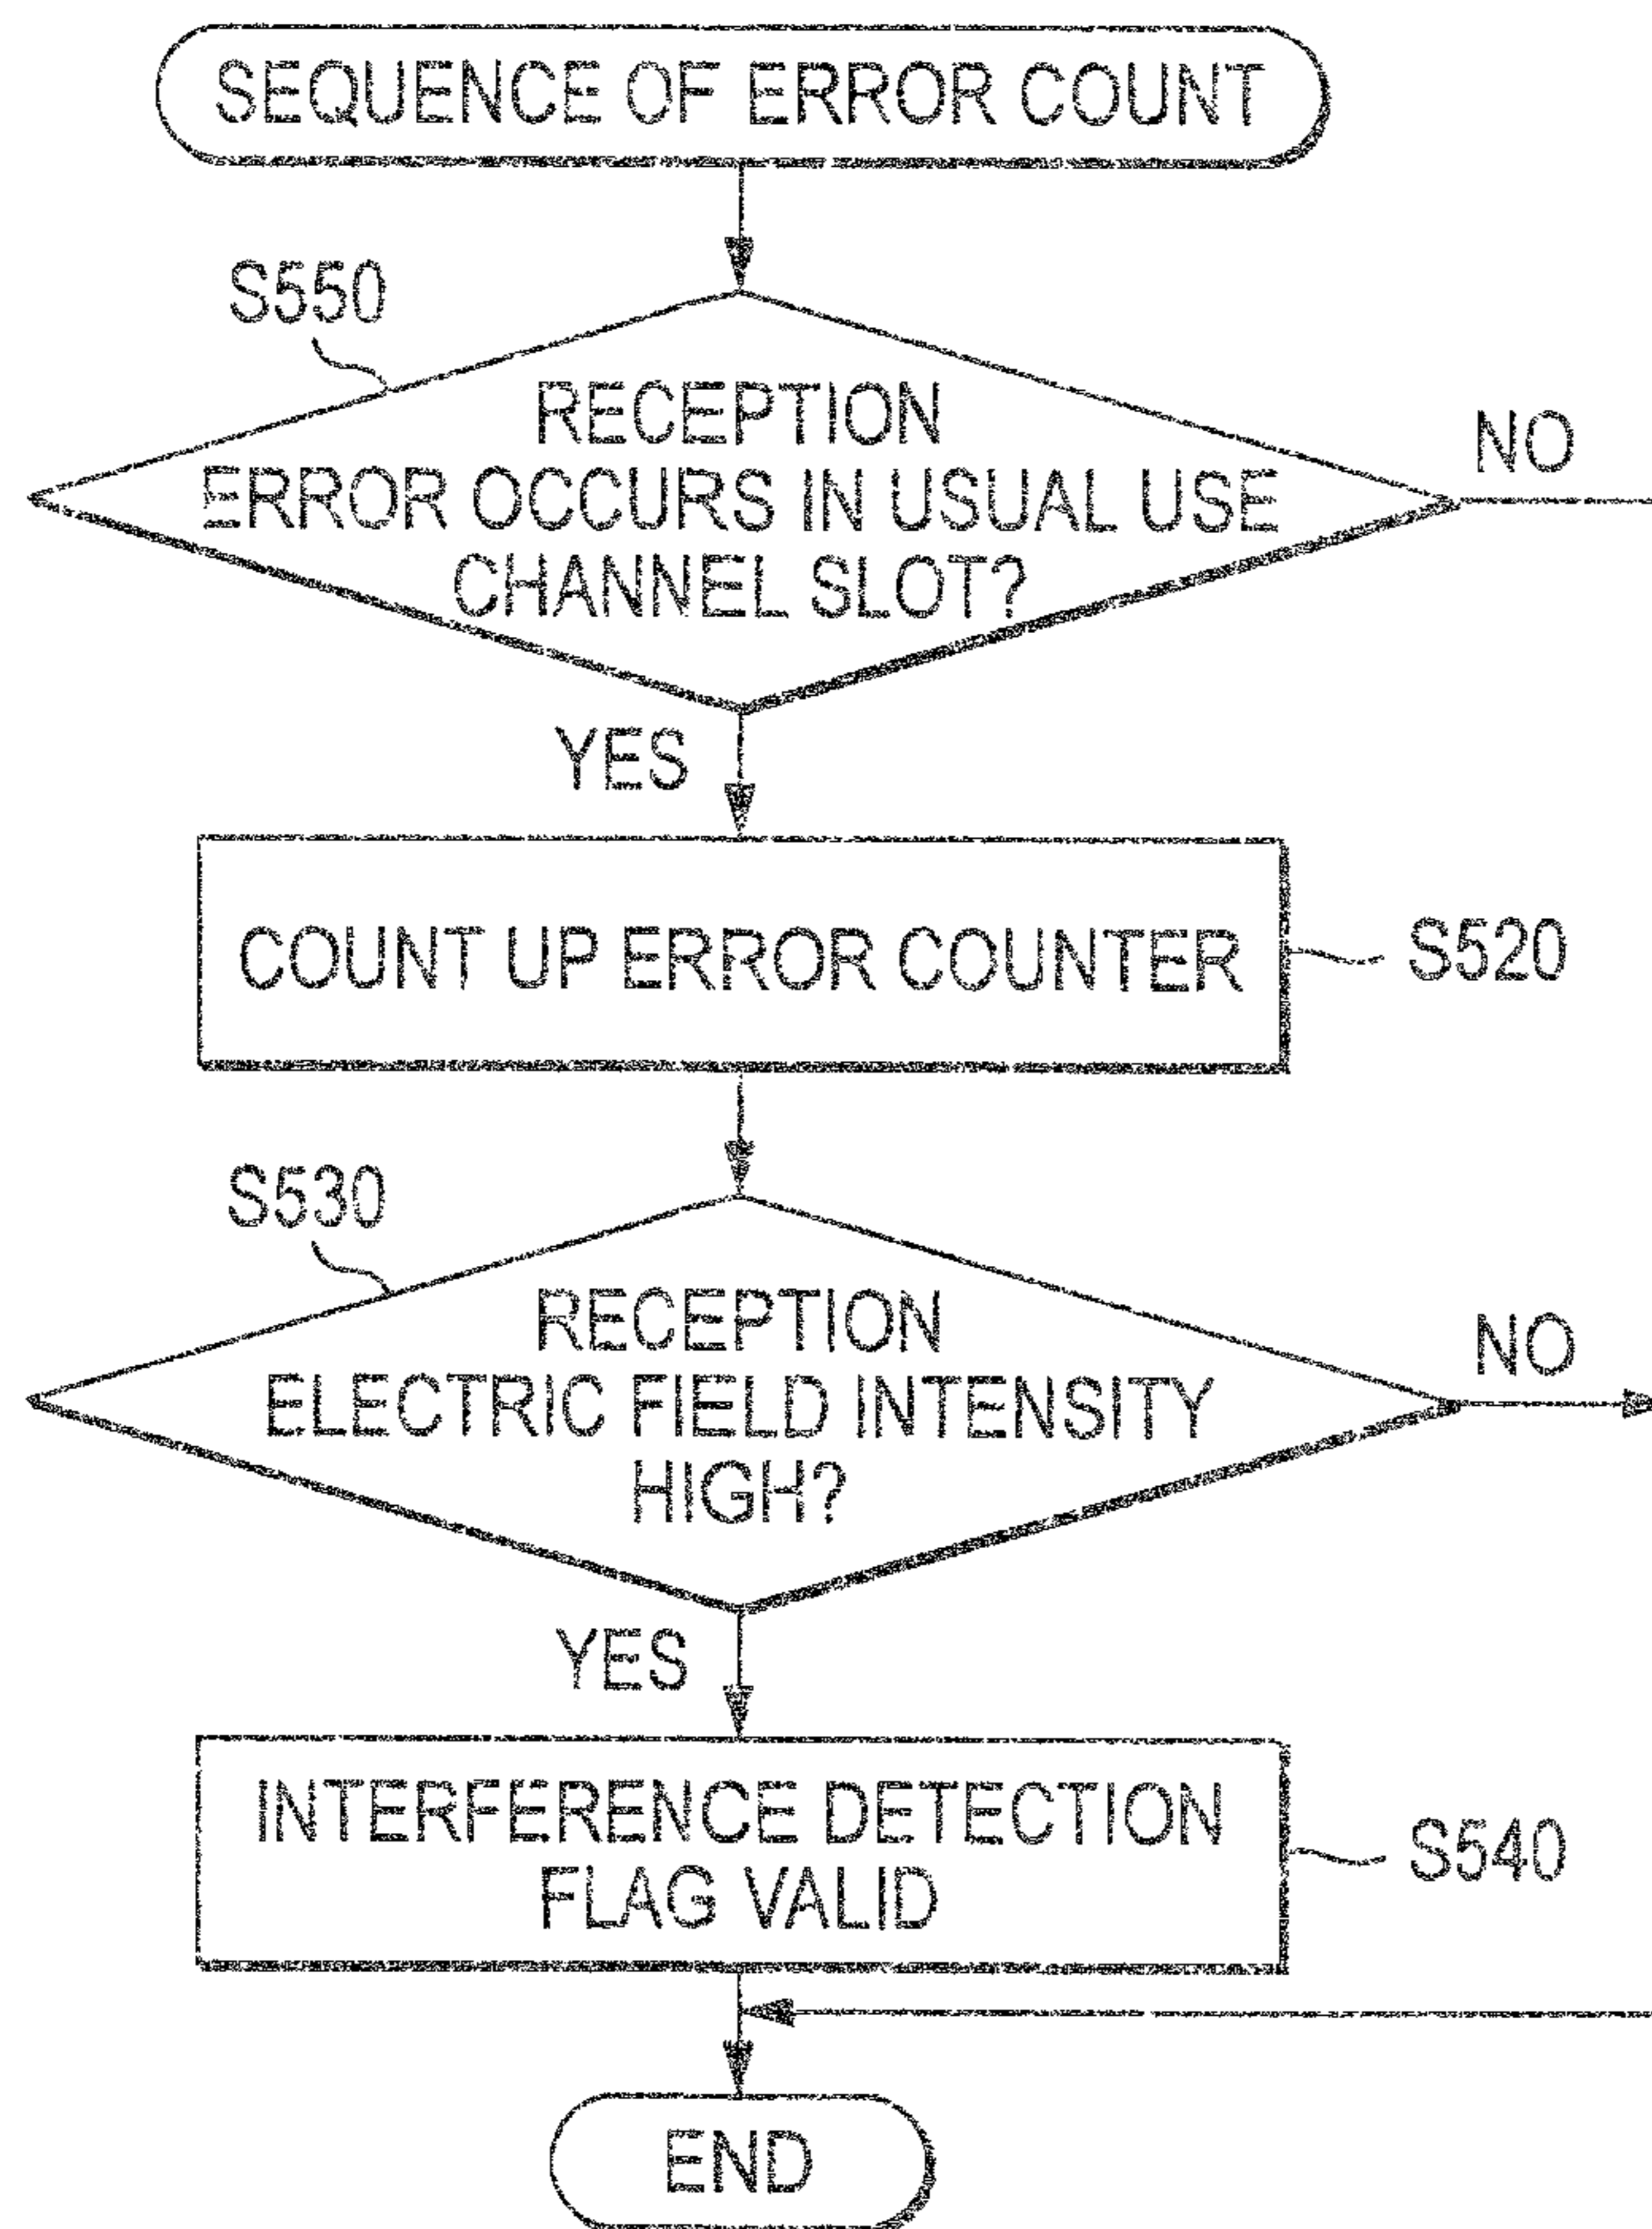 SEQUENCE OF ERROR COUNT
S550
RECEPTION
ERROR OCCURS IN USUAL USE
CHANNEL SLOT?
NO
YES
COUNT UP ERROR COUNTER
S520
S530
RECEPTION
ELECTRIC FIELD INTENSITY
HIGH?
NO
YES
INTERFERENCE DETECTION
FLAG VALID
S540
END